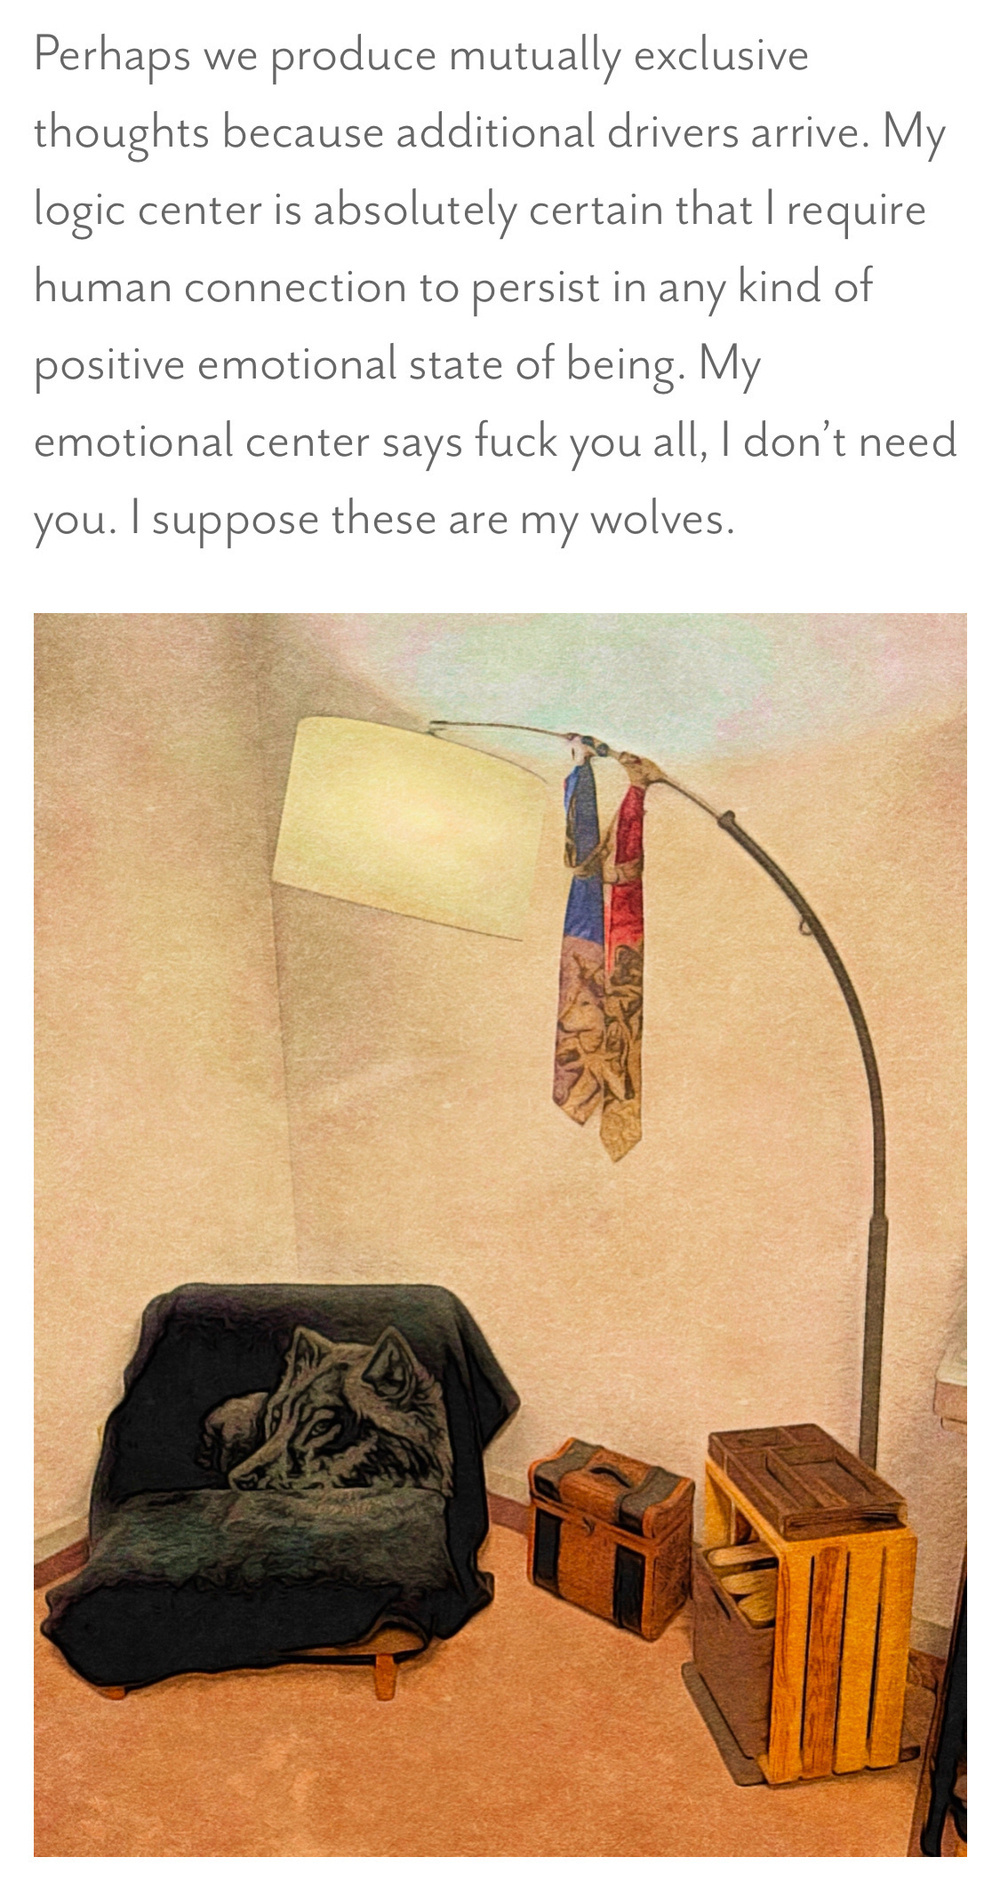 Perhaps we produce mutually exclusive
thoughts because additional drivers arrive. My
logic center is absolutely certain that I require
human connection to persist in any kind of
positive emotional state of being. My
emotional center says fuck you all, I don’t need
you. I suppose these are my wolves.